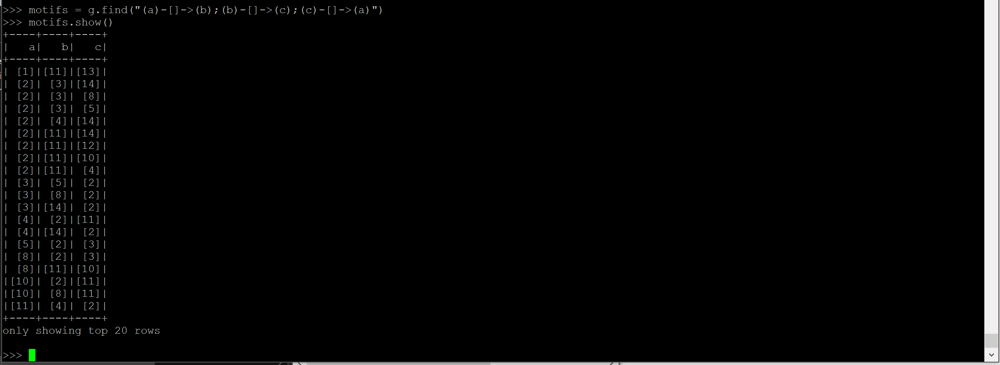 >>> motifs = g.find("(a)-[]->(b);(b)-[]->(c);(c)-[]->(a)")
>>> motifs.show()
+----+----+----+
|   a|   b|   c|
+----+----+----+
| [1]|[11]|[13]|
| [2]| [3]|[14]|
| [2]| [3]| [8]|
| [2]| [3]| [5]|
| [2]| [4]|[14]|
| [2]|[11]|[14]|
| [2]|[11]|[12]|
| [2]|[11]|[10]|
| [2]|[11]| [4]|
| [3]| [5]| [2]|
| [3]| [8]| [2]|
| [3]|[14]| [2]|
| [4]| [2]|[11]|
| [4]|[14]| [2]|
| [5]| [2]| [3]|
| [8]| [2]| [3]|
| [8]|[11]|[10]|
|[10]| [2]|[11]|
|[10]| [8]|[11]|
|[11]| [4]| [2]|
+----+----+----+
only showing top 20 rows
>>>